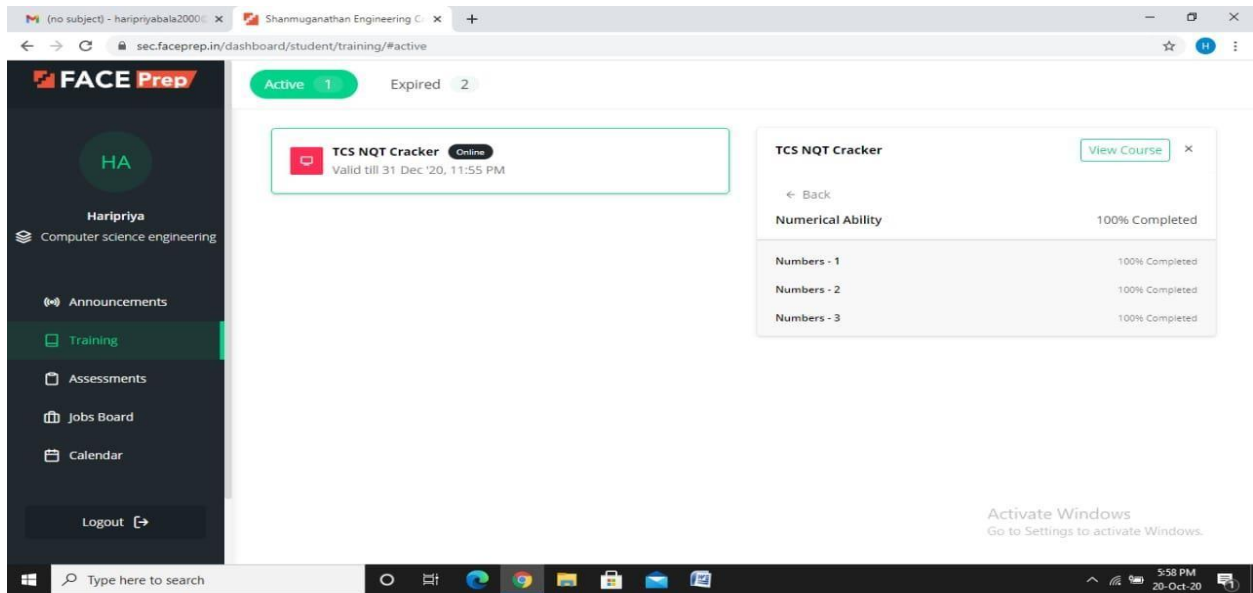 (no subject) - haripriyabala2000
Shanmuganathan Engineering C
sec.faceprep.in/dashboard/student/training/#active
H
FACE Prep
Active 1
Expired 2
HA
Haripriya
Computer science engineering
Announcements
Training
Assessments
Jobs Board
Calendar
Logout
TCS NQT Cracker Online
Valid till 31 Dec '20, 11:55 PM
TCS NQT Cracker
View Course ×
← Back
Numerical Ability 100% Completed
Numbers - 1 100% Completed
Numbers - 2 100% Completed
Numbers - 3 100% Completed
Activate Windows
Go to Settings to activate Windows.
Type here to search
5:58 PM
20-Oct-20